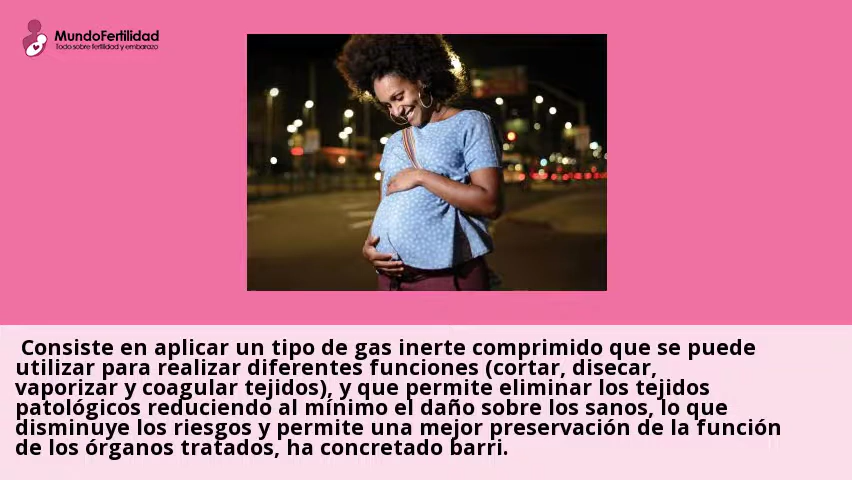 MundoFertilidad
Todo sobre fertilidad y embarazo
Consiste en aplicar un tipo de gas inerte comprimido que se puede
utilizar para realizar diferentes funciones (cortar, disecar,
vaporizar y coagular tejidos), y que permite eliminar los tejidos
patológicos reduciendo al mínimo el daño sobre los sanos, lo que
disminuye los riesgos y permite una mejor preservación de la función
de los órganos tratados, ha concretado barri.